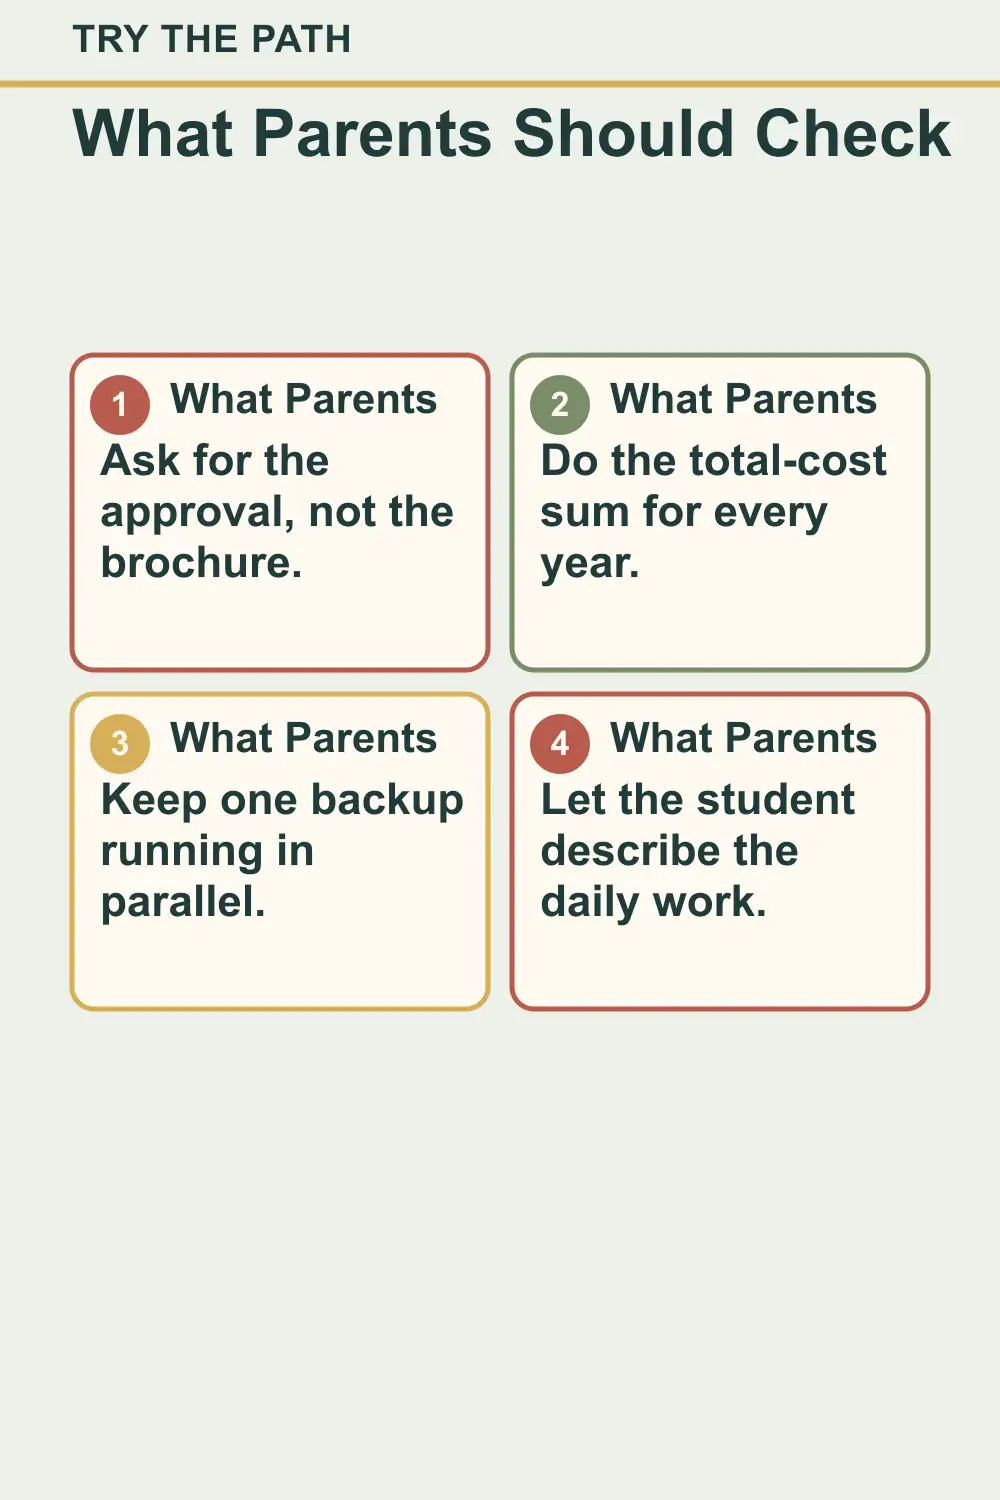 TRY THE PATH
What Parents Should Check
1 What Parents
Ask for the
approval, not the
brochure.
2 What Parents
Do the total-cost
sum for every
year.
3 What Parents
Keep one backup
running in
parallel.
4 What Parents
Let the student
describe the
daily work.